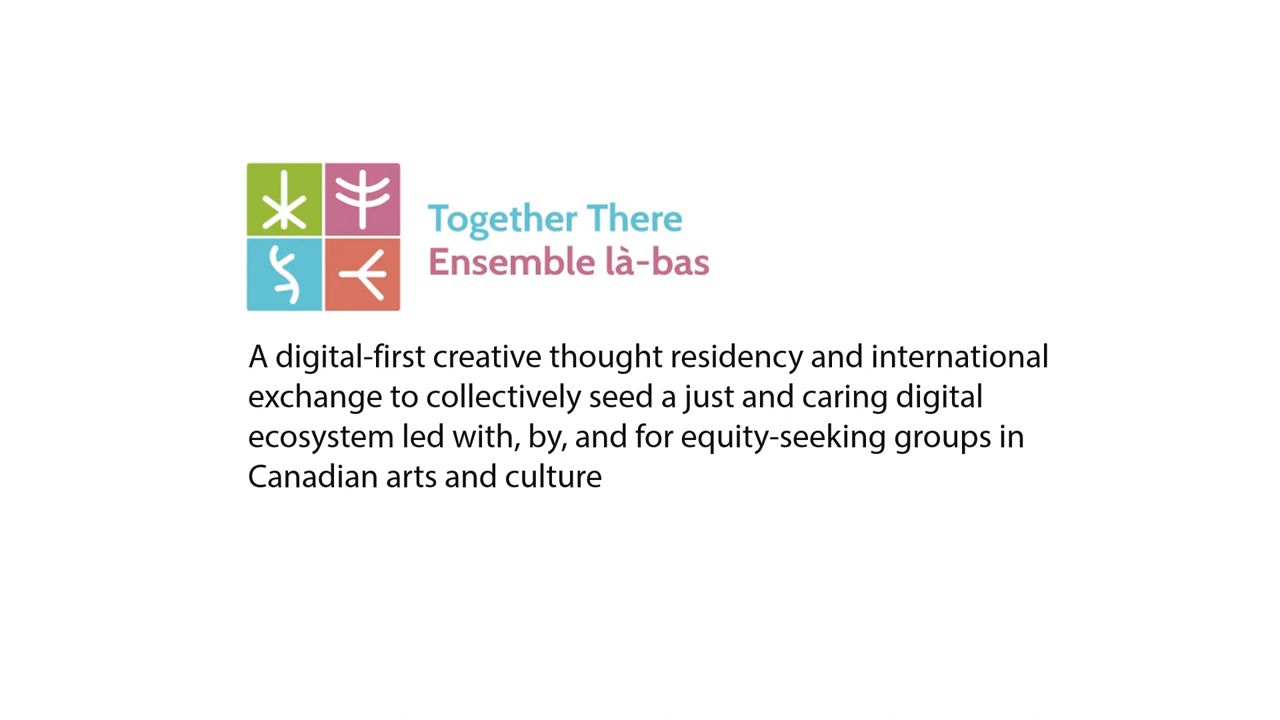 Together There
Ensemble là-bas
A digital-first creative thought residency and international
exchange to collectively seed a just and caring digital
ecosystem led with, by, and for equity-seeking groups in
Canadian arts and culture